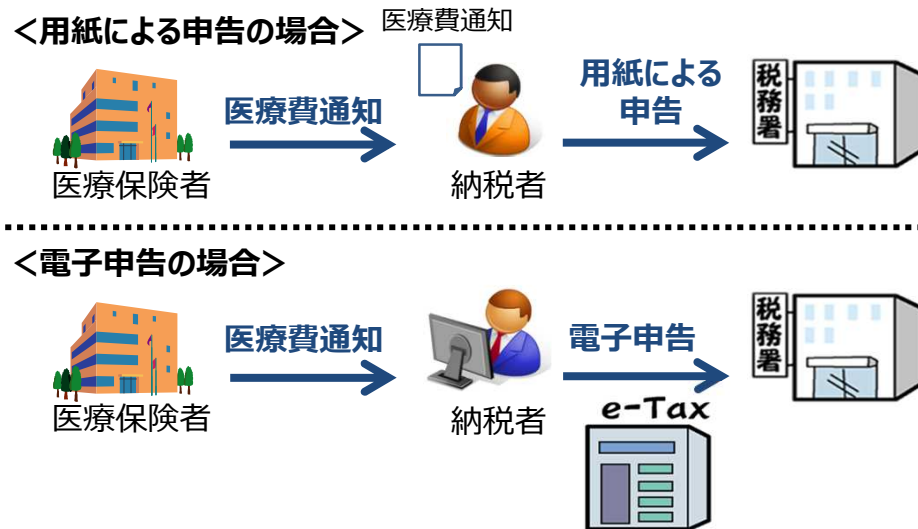 ＜用紙による申告の場合＞
医療費通知
医療費通知
用紙による
申告
税務署
医療保険者
納税者
＜電子申告の場合＞
医療費通知
電子申告
税務署
医療保険者
納税者
e-Tax